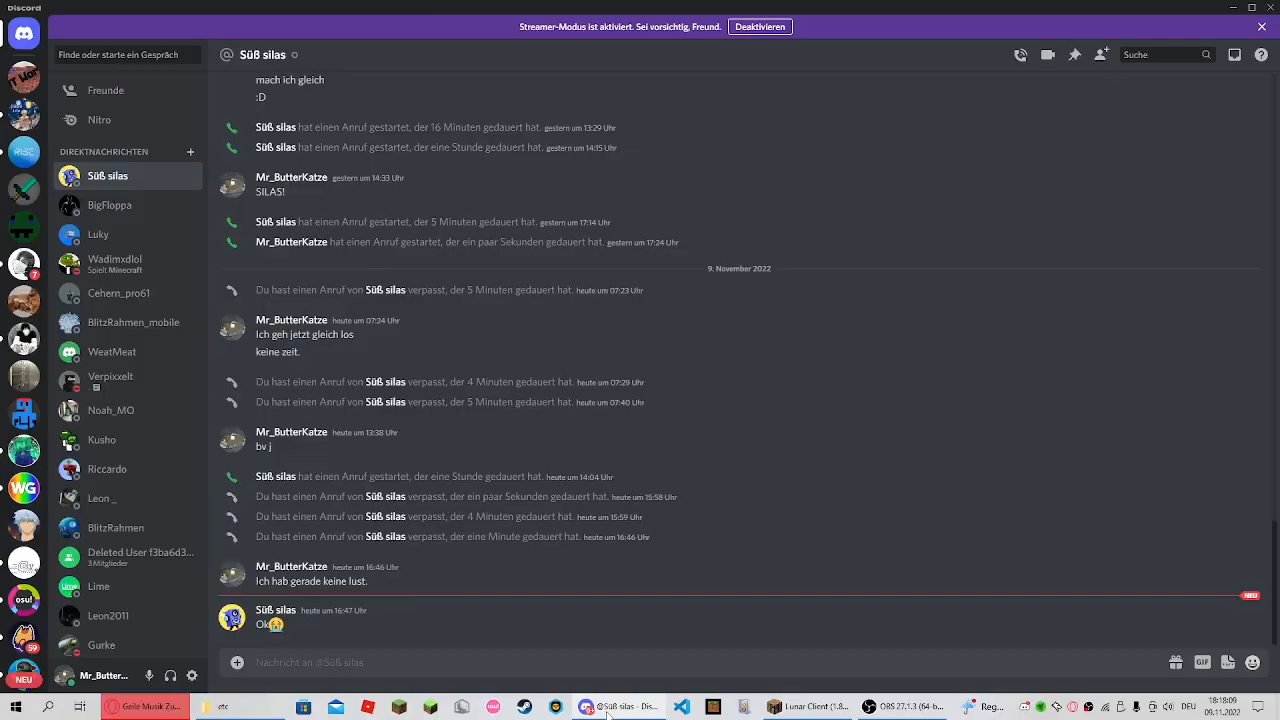 Discord
Streamer-Modus ist aktiviert. Sei vorsichtig, Freund. Deaktivieren
Finde oder starte ein Gespräch
Süß silas
Suche
Freunde
Nitro
DIREKTNACHRICHTEN
Süß silas
BigFloppa
Luky
Wadimxdlol
Spielt Minecraft
Cehern_pro61
BlitzRahmen_mobile
WeatMeat
Verpixxelt
Noah_MO
Kusho
Riccardo
Leon _
BlitzRahmen
Deleted User f3ba6d3...
3 Mitglieder
Lime
Leon2011
Gurke
Mr_Butter...
RISE
7
WG
osu!
59
NEU
mach ich gleich
:D
Süß silas hat einen Anruf gestartet, der 16 Minuten gedauert hat. gestern um 13:29 Uhr
Süß silas hat einen Anruf gestartet, der eine Stunde gedauert hat. gestern um 14:15 Uhr
Mr_ButterKatze gestern um 14:33 Uhr
SILAS!
Süß silas hat einen Anruf gestartet, der 5 Minuten gedauert hat. gestern um 17:14 Uhr
Mr_ButterKatze hat einen Anruf gestartet, der ein paar Sekunden gedauert hat. gestern um 17:24 Uhr
9. November 2022
Du hast einen Anruf von Süß silas verpasst, der 5 Minuten gedauert hat. heute um 07:23 Uhr
Mr_ButterKatze heute um 07:24 Uhr
Ich geh jetzt gleich los
keine zeit.
Du hast einen Anruf von Süß silas verpasst, der 4 Minuten gedauert hat. heute um 07:29 Uhr
Du hast einen Anruf von Süß silas verpasst, der 5 Minuten gedauert hat. heute um 07:40 Uhr
Mr_ButterKatze heute um 13:38 Uhr
bv j
Süß silas hat einen Anruf gestartet, der eine Stunde gedauert hat. heute um 14:04 Uhr
Du hast einen Anruf von Süß silas verpasst, der ein paar Sekunden gedauert hat. heute um 15:58 Uhr
Du hast einen Anruf von Süß silas verpasst, der 4 Minuten gedauert hat. heute um 15:59 Uhr
Du hast einen Anruf von Süß silas verpasst, der eine Minute gedauert hat. heute um 16:46 Uhr
Mr_ButterKatze heute um 16:46 Uhr
Ich hab gerade keine lust.
NEU
Süß silas heute um 16:47 Uhr
Ok😭
Nachricht an @Süß silas
GIF
Geile Musik Zu...
etc
osu!
@Süß silas - Dis...
Lunar Client (1.8...
OBS 27.1.3 (64-...
Reg...
DEU
18:18:09
09.11.2022